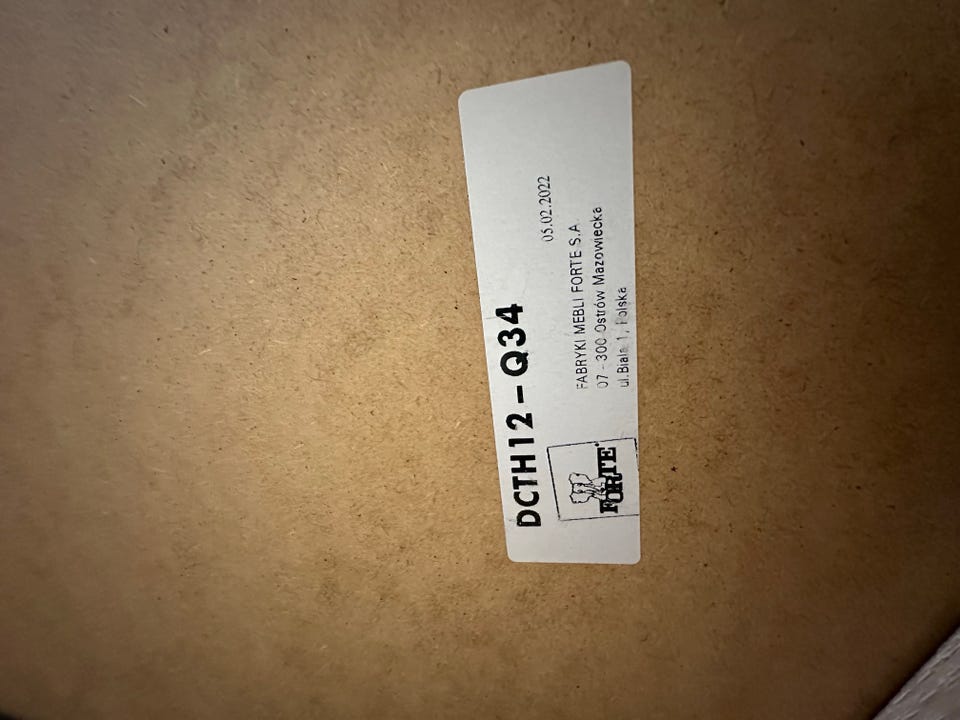 DCTH12-Q34
05.02.2022
FORTE
FABRYKI MEBLI FORTE S.A.
07 - 300 Ostrów Mazowiecka
ul. Biała 1, Polska